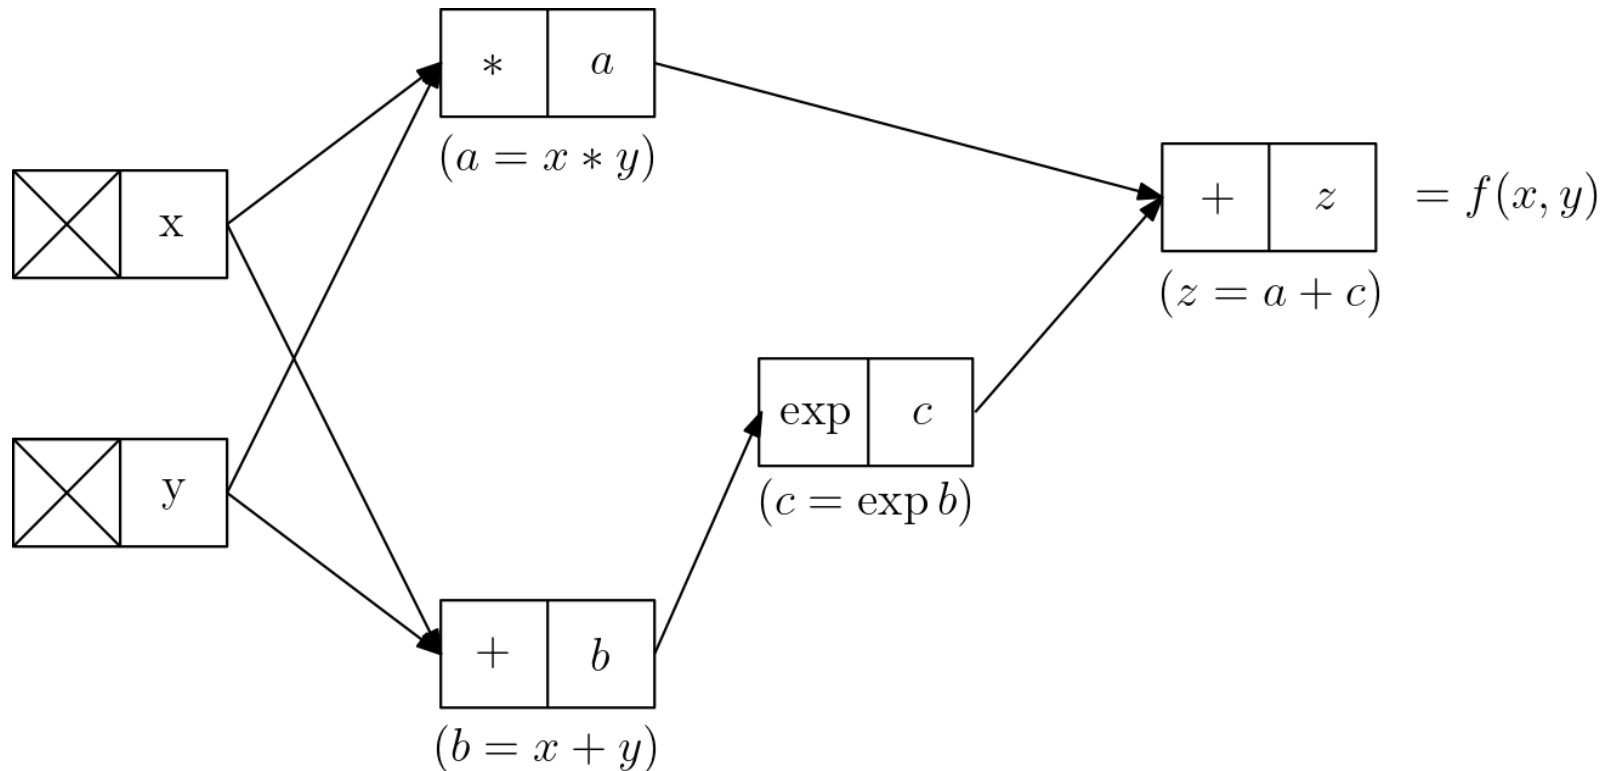 * a
(a = x * y)
x
+ z = f(x, y)
(z = a + c)
exp c
(c = exp b)
y
+ b
(b = x + y)